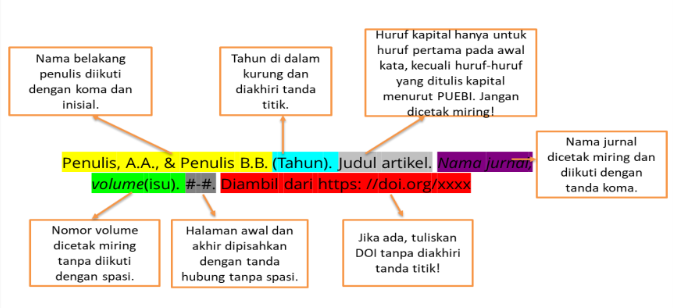 Nama belakang
penulis diikuti
dengan koma dan
inisial.
Tahun di dalam
kurung dan
diakhiri tanda
titik.
Huruf kapital hanya untuk
huruf pertama pada awal
kata, kecuali huruf-huruf
yang ditulis kapital
menurut PUEBI. Jangan
dicetak miring!
Penulis, A.A., & Penulis B.B. (Tahun). Judul artikel. Nama jurnal,
volume(isu). #-#. Diambil dari https: //doi.org/xxxx
Nama jurnal
dicetak miring dan
diikuti dengan
tanda koma.
Nomor volume
dicetak miring
tanpa diikuti
dengan spasi.
Halaman awal dan
akhir dipisahkan
dengan tanda
hubung tanpa spasi.
Jika ada, tuliskan
DOI tanpa diakhiri
tanda titik!